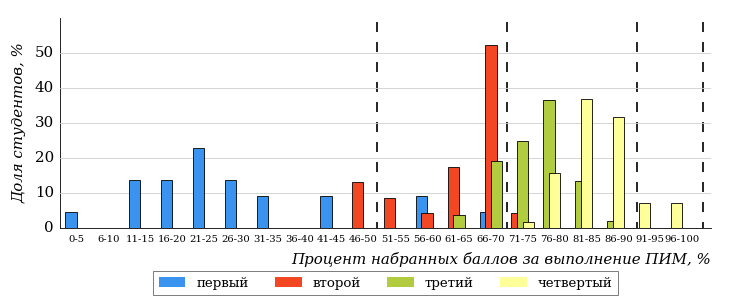 Доля студентов, %
50
40
30
20
10
0
0-5 6-10 11-15 16-20 21-25 26-30 31-35 36-40 41-45 46-50 51-55 56-60 61-65 66-70 71-75 76-80 81-85 86-90 91-95 96-100
Процент набранных баллов за выполнение ПИМ, %
первый второй третий четвертый